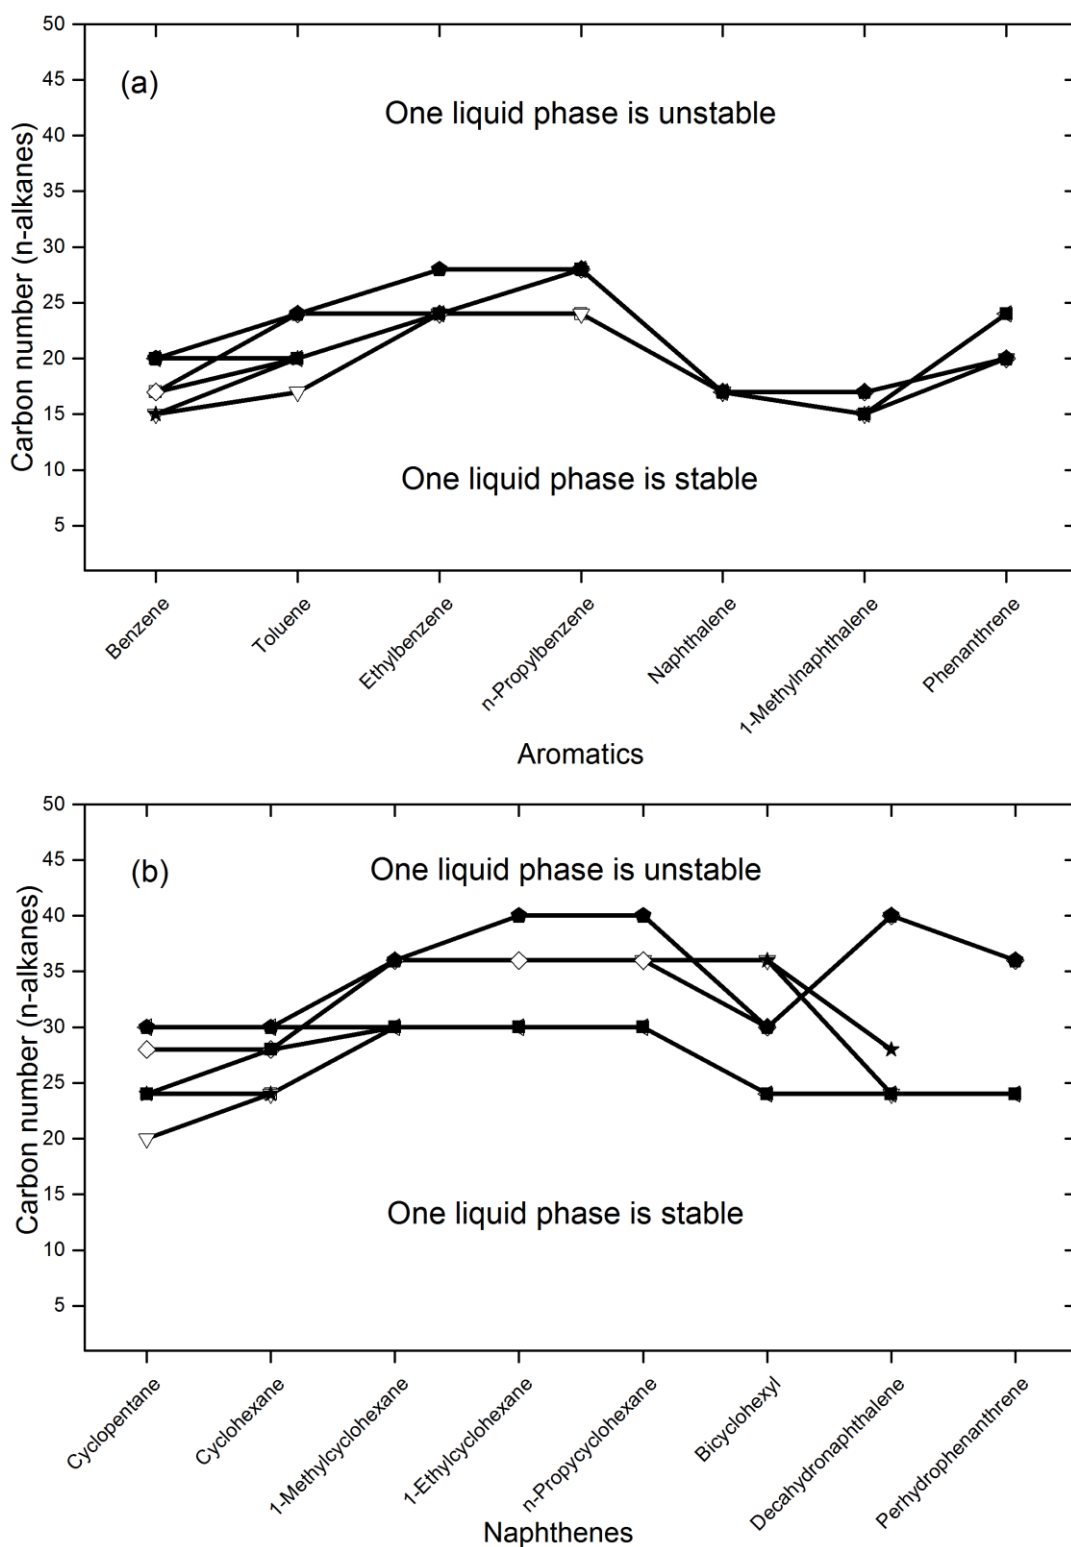 50
(a)
45
One liquid phase is unstable
40
35
30
25
20
15
10
One liquid phase is stable
5
Carbon number (n-alkanes)
Benzene
Toluene
Ethylbenzene
n-Propylbenzene
Naphthalene
1-Methylnaphthalene
Phenanthrene
Aromatics
50
45
(b)
One liquid phase is unstable
40
35
30
25
20
15
One liquid phase is stable
10
5
Carbon number (n-alkanes)
Cyclopentane
Cyclohexane
1-Methylcyclohexane
1-Ethylcyclohexane
n-Propycyclohexane
Bicyclohexyl
Decahydronaphthalene
Perhydrophenanthrene
Naphthenes